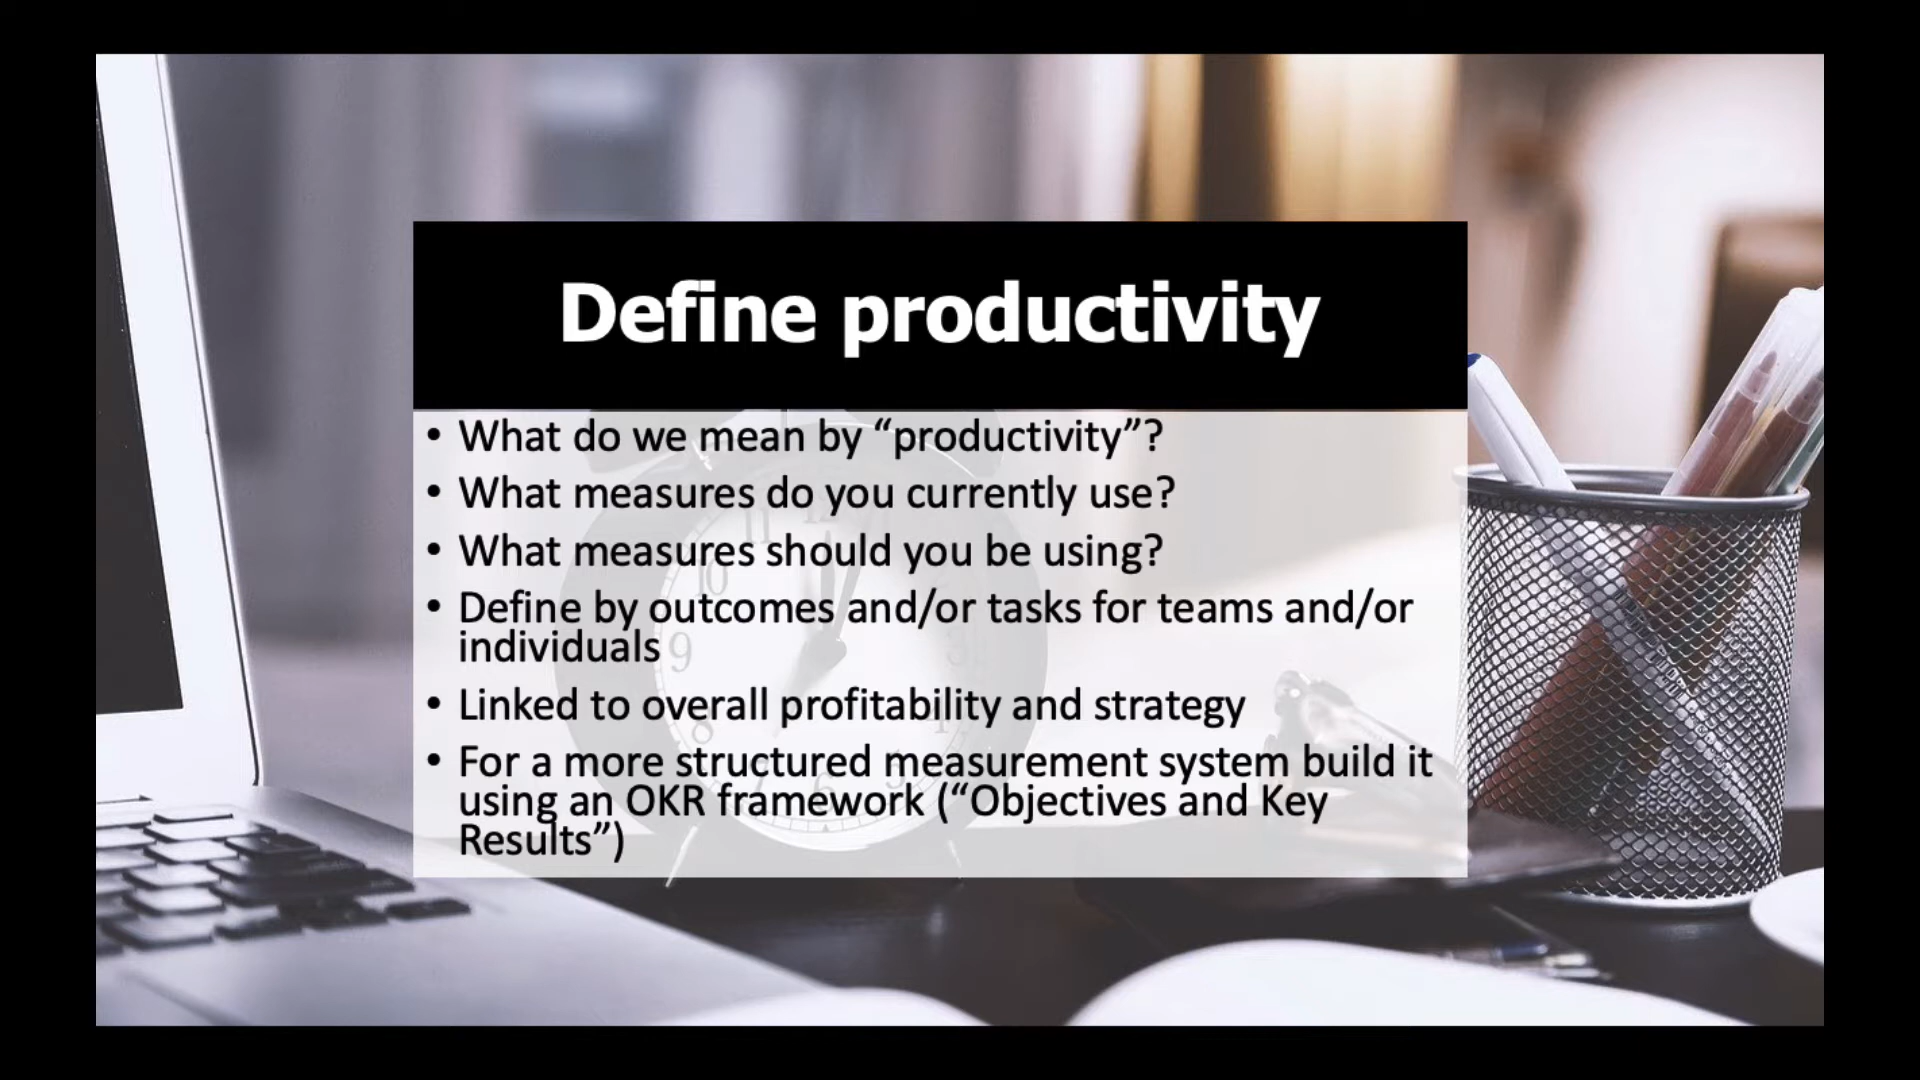 Define productivity
• What do we mean by “productivity”?
• What measures do you currently use?
• What measures should you be using?
• Define by outcomes and/or tasks for teams and/or
individuals
• Linked to overall profitability and strategy
• For a more structured measurement system build it
using an OKR framework (“Objectives and Key
Results”)